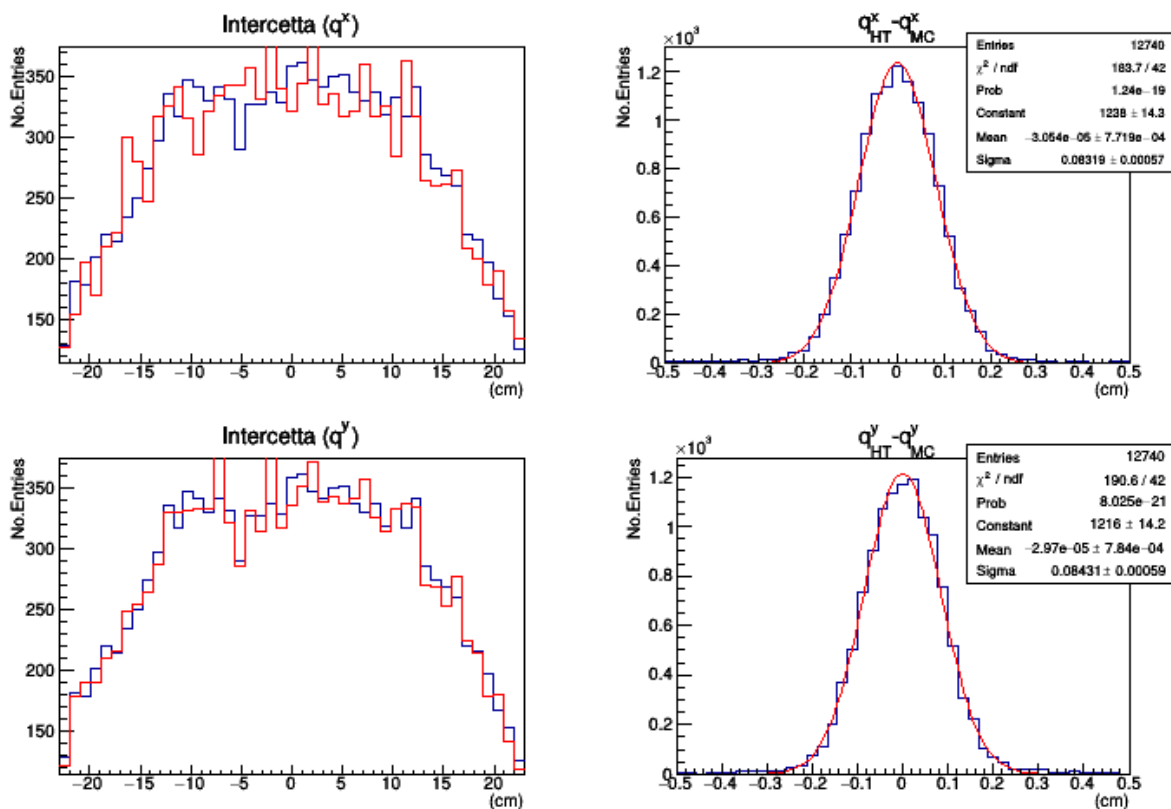 Intercetta (q^x)
No.Entries
350
300
250
200
150
−20 −15 −10 −5 0 5 10 15 20
(cm)
q^x_HT-q^x_MC
×10^3
No.Entries
1.2
1
0.8
0.6
0.4
0.2
0
−0.5 −0.4 −0.3 −0.2 −0.1 0 0.1 0.2 0.3 0.4 0.5
(cm)
Entries 12740
χ^2 / ndf 183.7 / 42
Prob 1.24e−19
Constant 1238 ± 14.3
Mean −3.054e−05 ± 7.719e−04
Sigma 0.08319 ± 0.00057
Intercetta (q^y)
No.Entries
350
300
250
200
150
−20 −15 −10 −5 0 5 10 15 20
(cm)
q^y_HT-q^y_MC
×10^3
No.Entries
1.2
1
0.8
0.6
0.4
0.2
0
−0.5 −0.4 −0.3 −0.2 −0.1 0 0.1 0.2 0.3 0.4 0.5
(cm)
Entries 12740
χ^2 / ndf 190.6 / 42
Prob 8.025e−21
Constant 1216 ± 14.2
Mean −2.97e−05 ± 7.84e−04
Sigma 0.08431 ± 0.00059